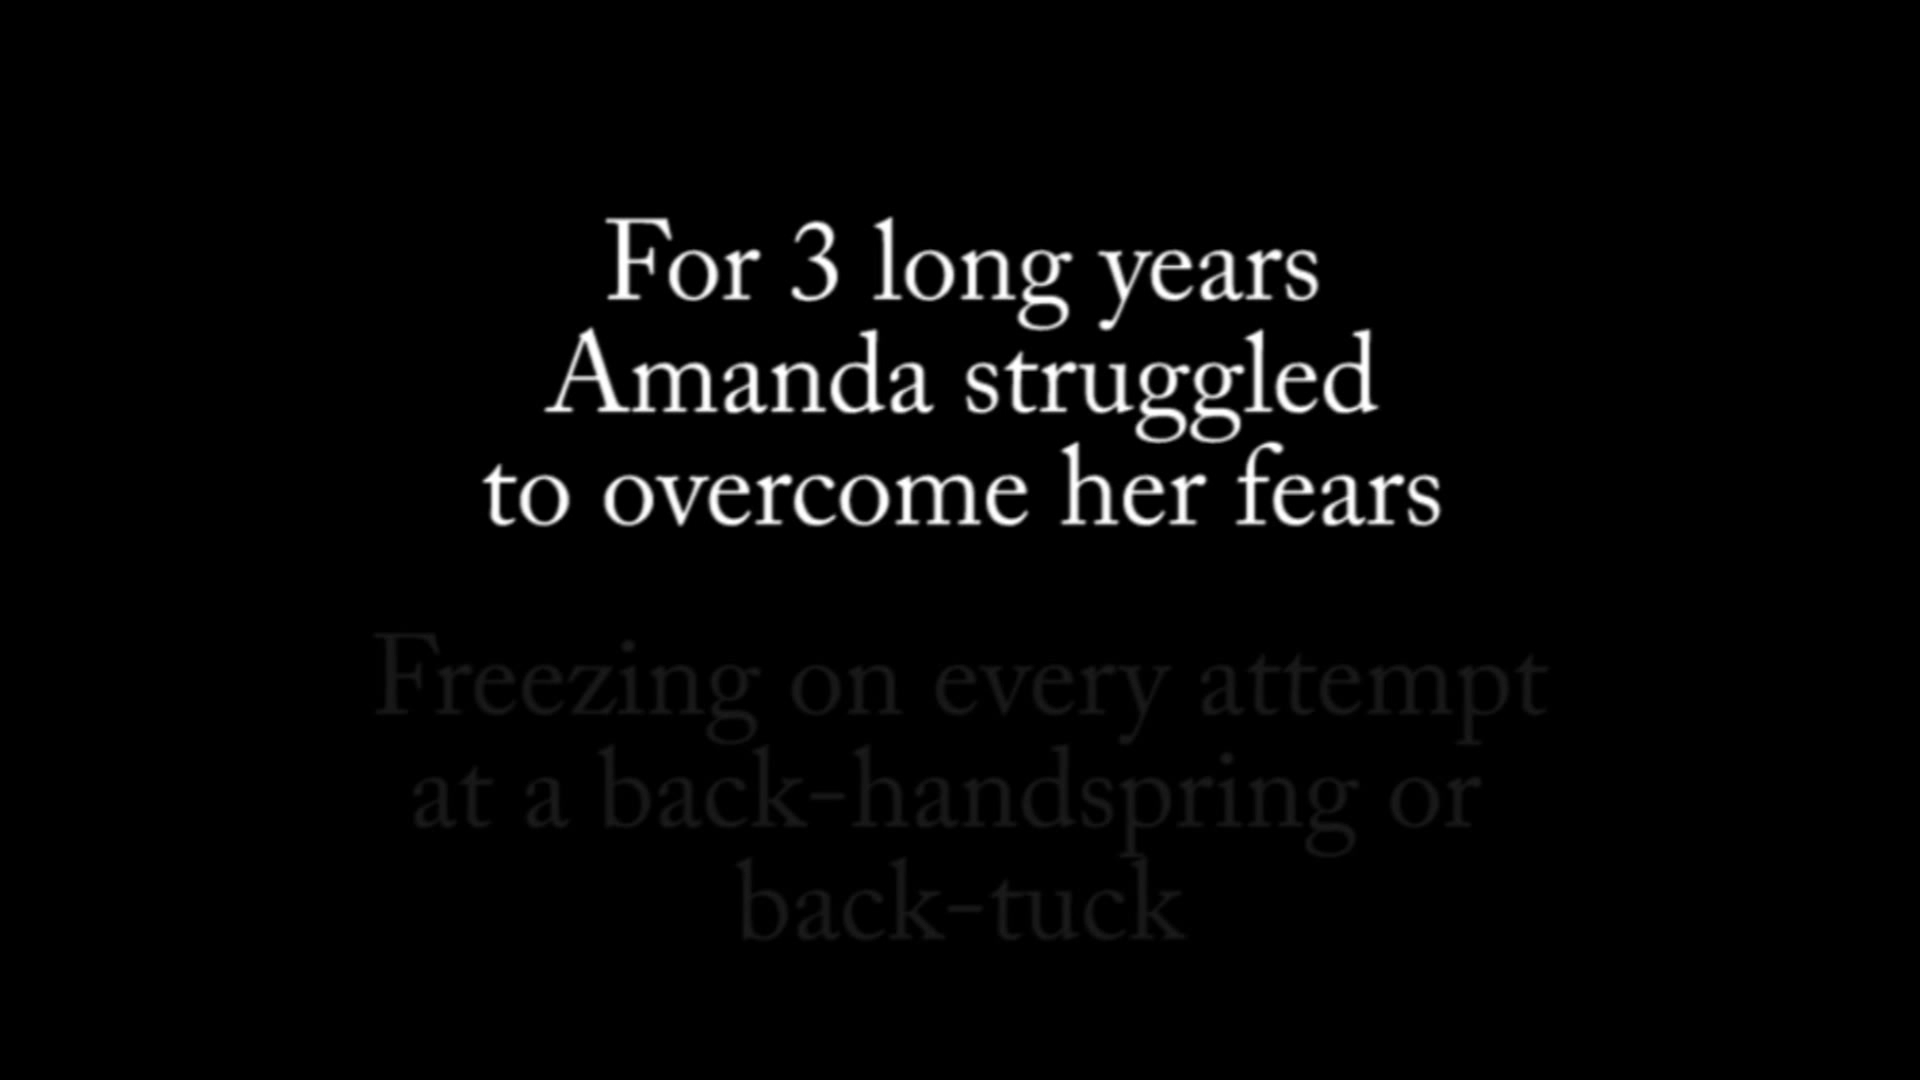 For 3 long years
Amanda struggled
to overcome her fears
Freezing on every attempt
at a back-handspring or
back-tuck